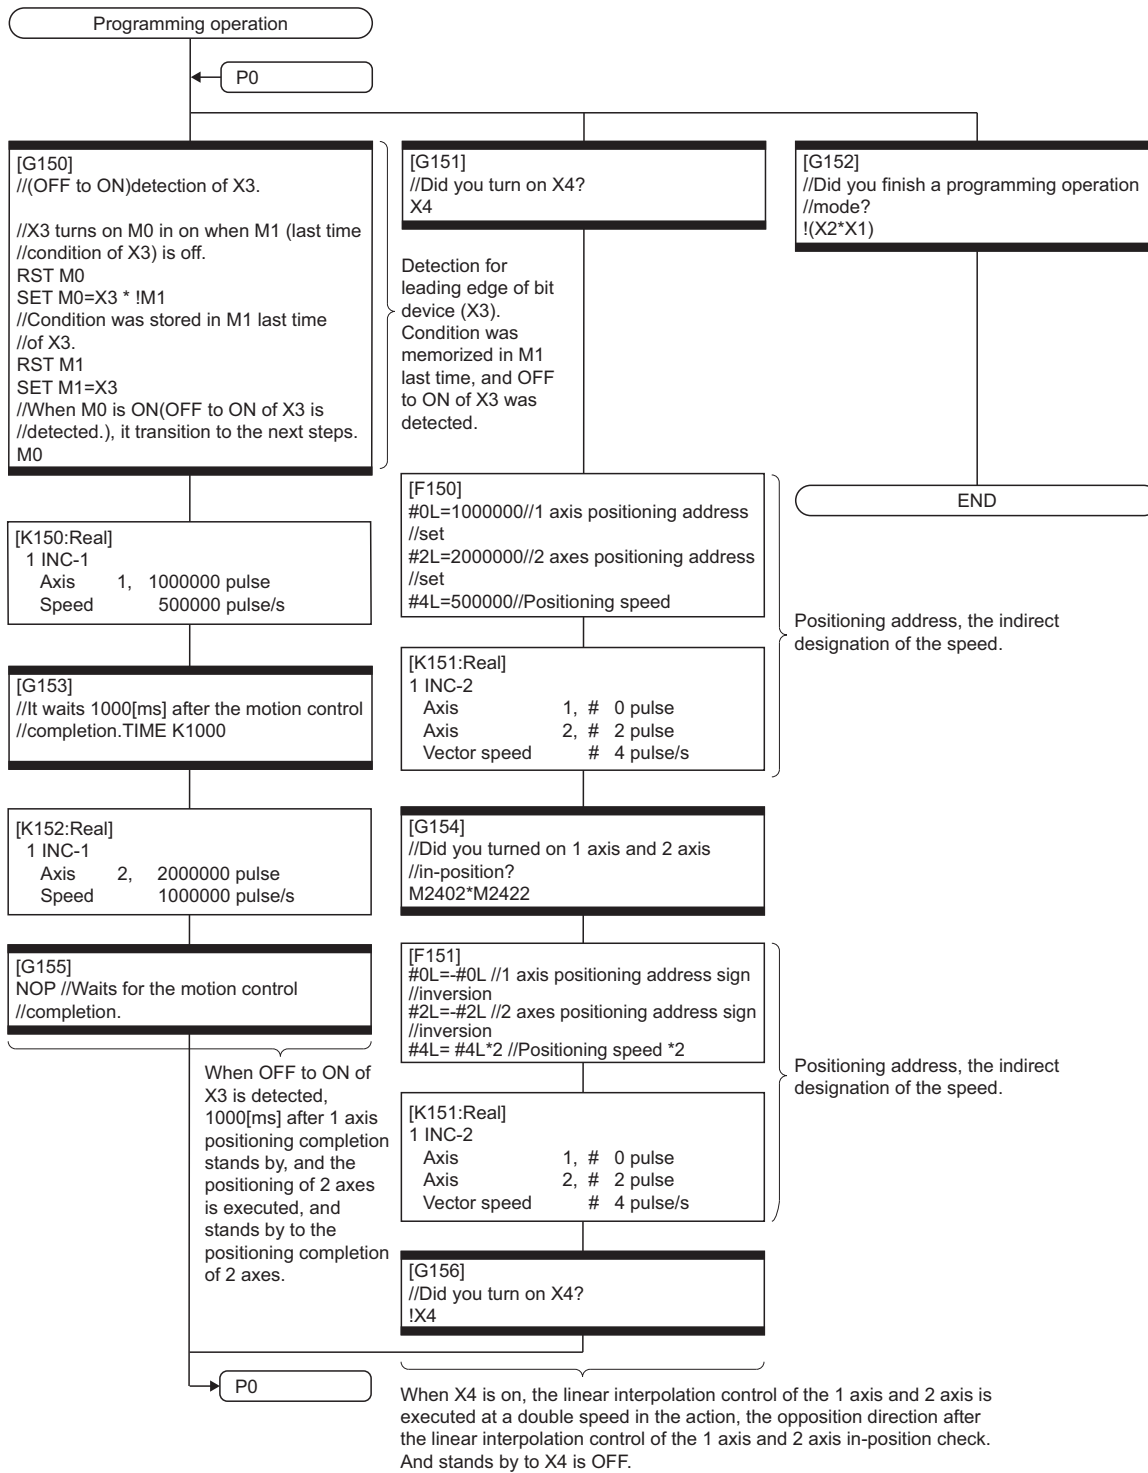 Programming operation
P0
[G150]
//(OFF to ON)detection of X3.
//X3 turns on M0 in on when M1 (last time
//condition of X3) is off.
RST M0
SET M0=X3 * !M1
//Condition was stored in M1 last time
//of X3.
RST M1
SET M1=X3
//When M0 is ON(OFF to ON of X3 is
//detected.), it transition to the next steps.
M0
Detection for
leading edge of bit
device (X3).
Condition was
memorized in M1
last time, and OFF
to ON of X3 was
detected.
[K150:Real]
1 INC-1
Axis 1, 1000000 pulse
Speed 500000 pulse/s
[G153]
//It waits 1000[ms] after the motion control
//completion.TIME K1000
[K152:Real]
1 INC-1
Axis 2, 2000000 pulse
Speed 1000000 pulse/s
[G155]
NOP //Waits for the motion control
//completion.
When OFF to ON of
X3 is detected,
1000[ms] after 1 axis
positioning completion
stands by, and the
positioning of 2 axes
is executed, and
stands by to the
positioning completion
of 2 axes.
P0
[G151]
//Did you turn on X4?
X4
[F150]
#0L=1000000//1 axis positioning address
//set
#2L=2000000//2 axes positioning address
//set
#4L=500000//Positioning speed
[K151:Real]
1 INC-2
Axis 1, # 0 pulse
Axis 2, # 2 pulse
Vector speed # 4 pulse/s
Positioning address, the indirect
designation of the speed.
[G154]
//Did you turned on 1 axis and 2 axis
//in-position?
M2402*M2422
[F151]
#0L=-#0L //1 axis positioning address sign
//inversion
#2L=-#2L //2 axes positioning address sign
//inversion
#4L= #4L*2 //Positioning speed *2
[K151:Real]
1 INC-2
Axis 1, # 0 pulse
Axis 2, # 2 pulse
Vector speed # 4 pulse/s
Positioning address, the indirect
designation of the speed.
[G156]
//Did you turn on X4?
!X4
When X4 is on, the linear interpolation control of the 1 axis and 2 axis is
executed at a double speed in the action, the opposition direction after
the linear interpolation control of the 1 axis and 2 axis in-position check.
And stands by to X4 is OFF.
[G152]
//Did you finish a programming operation
//mode?
!(X2*X1)
END